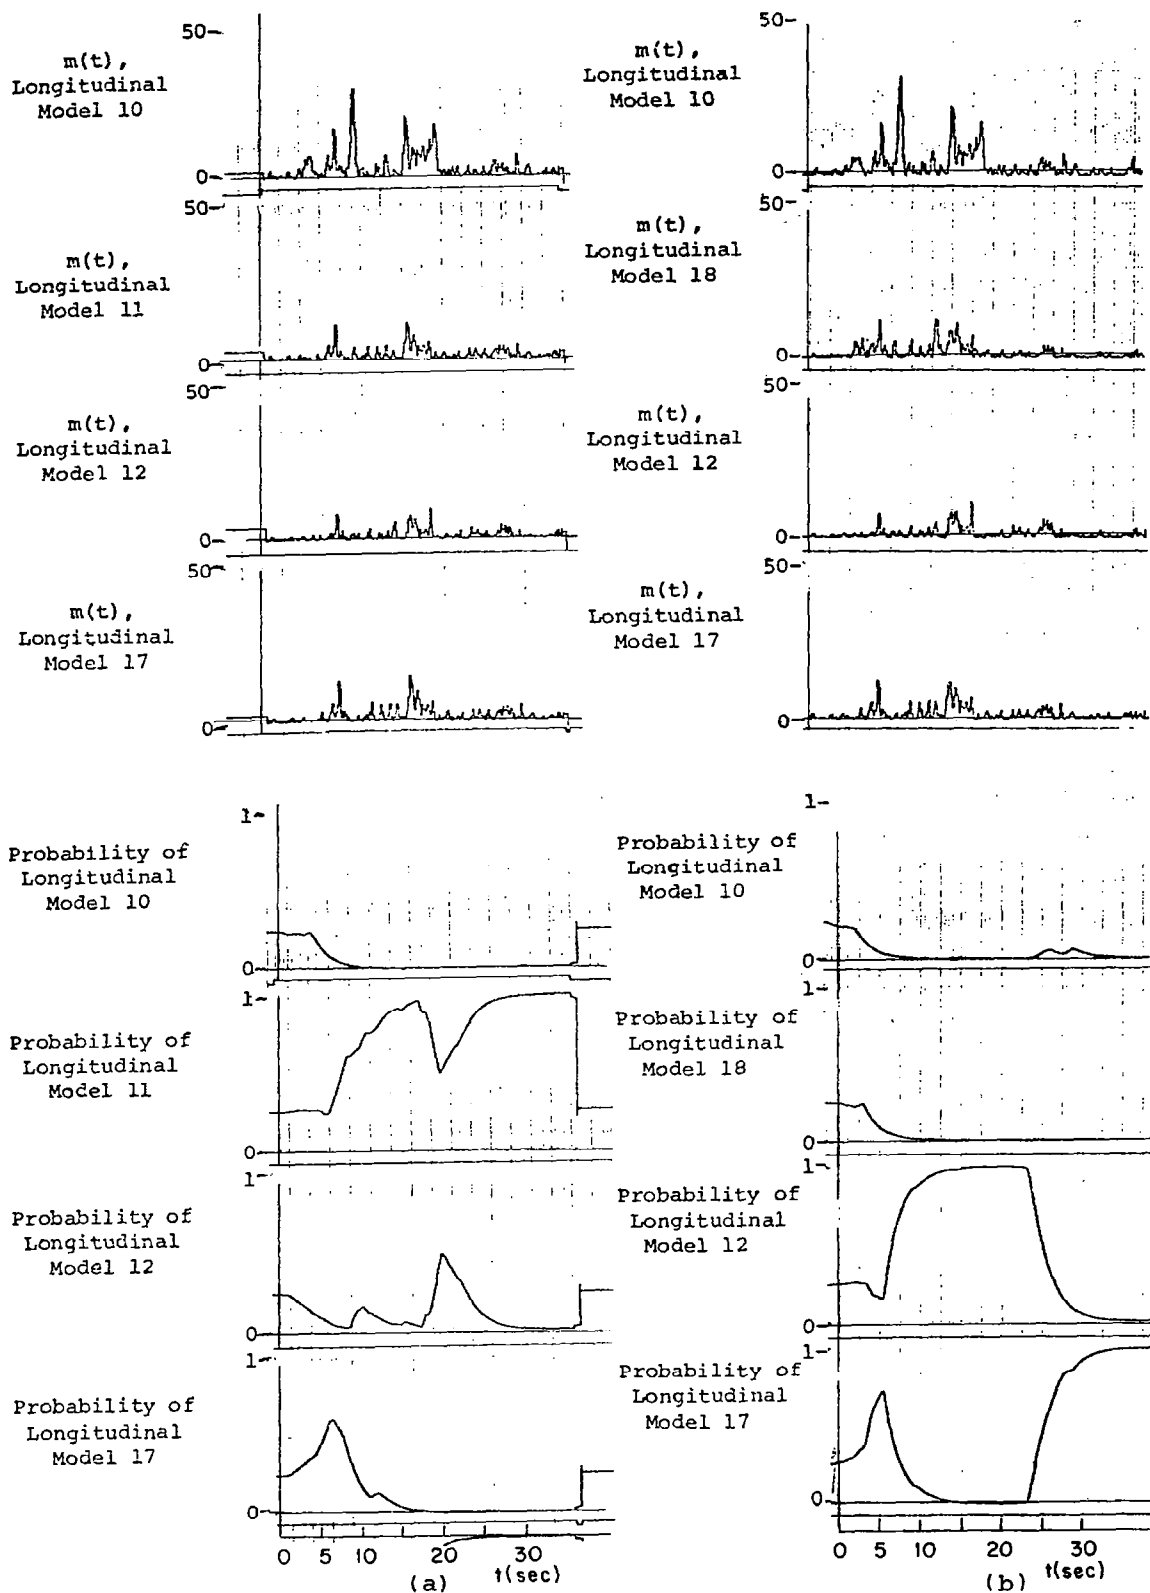 50-
m(t),
Longitudinal
Model 10
0-
50-
m(t),
Longitudinal
Model 11
0-
50-
m(t),
Longitudinal
Model 12
0-
50-
m(t),
Longitudinal
Model 17
0-
1-
Probability of
Longitudinal
Model 10
0-
1-
Probability of
Longitudinal
Model 11
0-
1-
Probability of
Longitudinal
Model 12
0-
1-
Probability of
Longitudinal
Model 17
0-
0 5 10 20 30
t(sec)
(a)
50-
m(t),
Longitudinal
Model 10
0-
50-
m(t),
Longitudinal
Model 18
0-
50-
m(t),
Longitudinal
Model 12
0-
50-
m(t),
Longitudinal
Model 17
0-
1-
Probability of
Longitudinal
Model 10
0-
1-
Probability of
Longitudinal
Model 18
0-
1-
Probability of
Longitudinal
Model 12
0-
1-
Probability of
Longitudinal
Model 17
0-
0 5 10 20 30
t(sec)
(b)